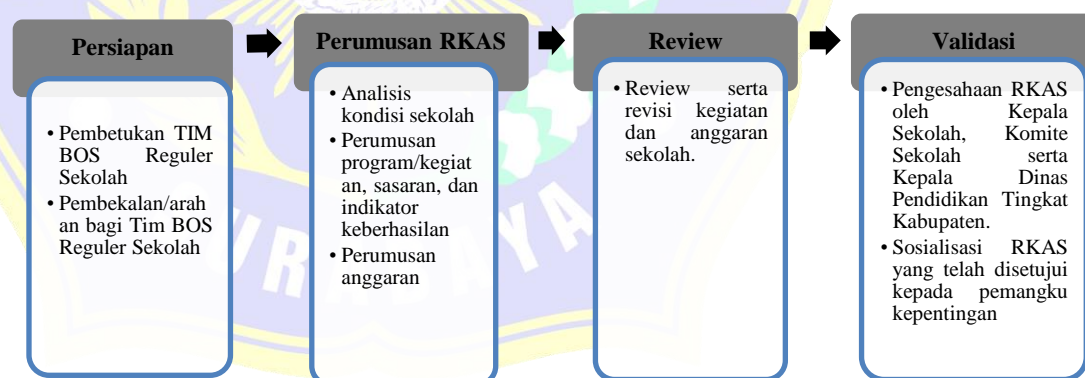 Persiapan
• Pembetukan TIM
BOS Reguler
Sekolah
• Pembekalan/arah
an bagi Tim BOS
Reguler Sekolah
Perumusan RKAS
• Analisis
kondisi sekolah
• Perumusan
program/kegiat
an, sasaran, dan
indikator
keberhasilan
• Perumusan
anggaran
Review
• Review serta
revisi kegiatan
dan anggaran
sekolah.
Validasi
• Pengesahaan RKAS
oleh Kepala
Sekolah, Komite
Sekolah serta
Kepala Dinas
Pendidikan Tingkat
Kabupaten.
• Sosialisasi RKAS
yang telah disetujui
kepada pemangku
kepentingan
SURABAYA